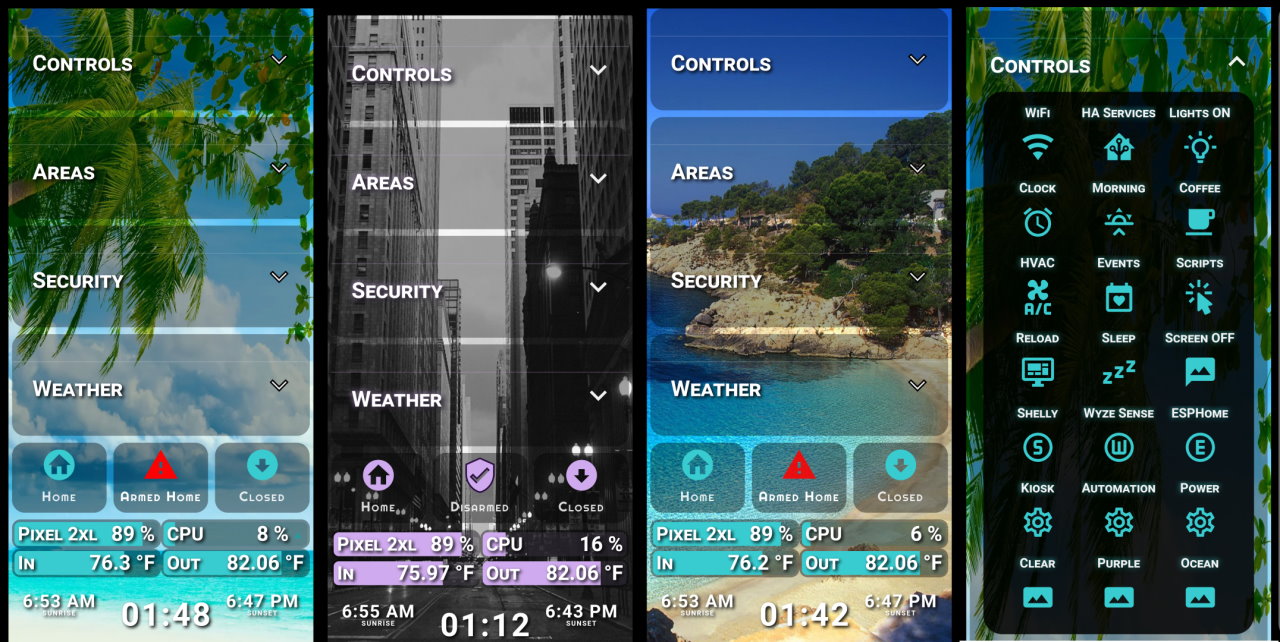 Controls
Areas
Security
Weather
Home Armed Home Closed
Pixel 2xl 89 % CPU 8 %
In 76.3 °F Out 82.06 °F
6:53 AM 01:48 6:47 PM
SUNRISE SUNSET
Controls
Areas
Security
Weather
Home Disarmed Closed
Pixel 2xl 89 % CPU 16 %
In 75.97 °F Out 82.06 °F
6:55 AM 01:12 6:43 PM
SUNRISE SUNSET
Controls
Areas
Security
Weather
Home Armed Home Closed
Pixel 2xl 89 % CPU 6 %
In 76.2 °F Out 82.06 °F
6:53 AM 01:42 6:47 PM
SUNRISE SUNSET
Controls
WiFi HA Services Lights ON
Clock Morning Coffee
HVAC Events Scripts
A/C
Reload Sleep Screen OFF
zzz
Shelly Wyze Sense ESPHome
S W E
Kiosk Automation Power
Clear Purple Ocean